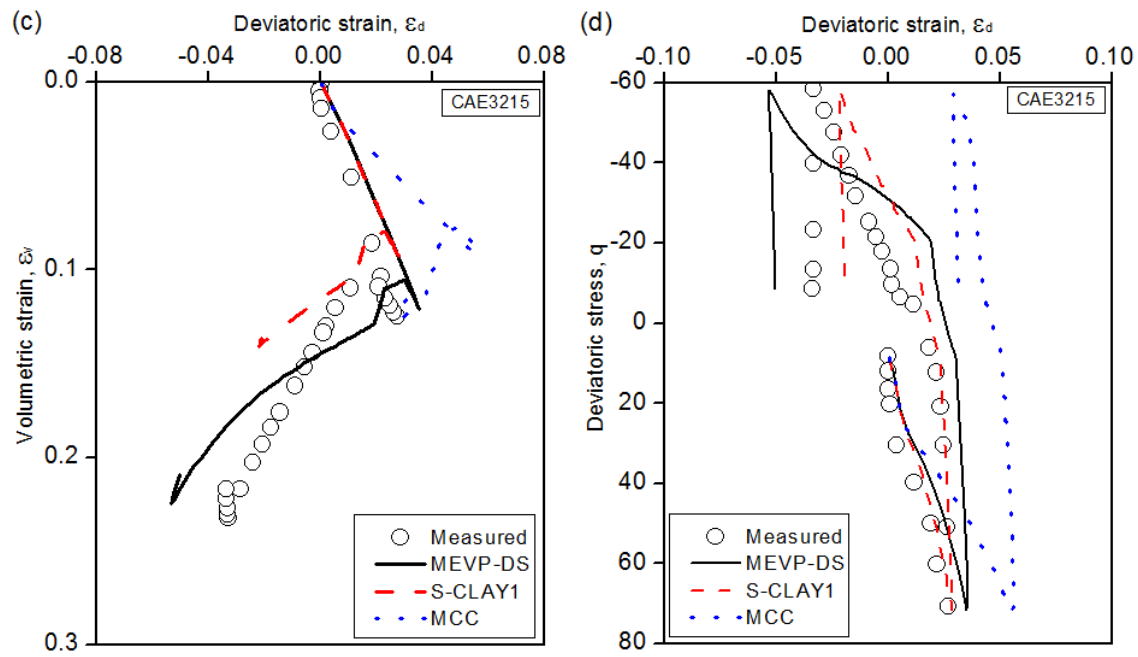 (c)
Deviatoric strain, εd
-0.08 -0.04 0.00 0.04 0.08
CAE3215
Volumetric strain, εv
0.0
0.1
0.2
0.3
Measured
MEVP-DS
S-CLAY1
MCC
(d)
Deviatoric strain, εd
-0.10 -0.05 0.00 0.05 0.10
CAE3215
Deviatoric stress, q
-60
-40
-20
0
20
40
60
80
Measured
MEVP-DS
S-CLAY1
MCC